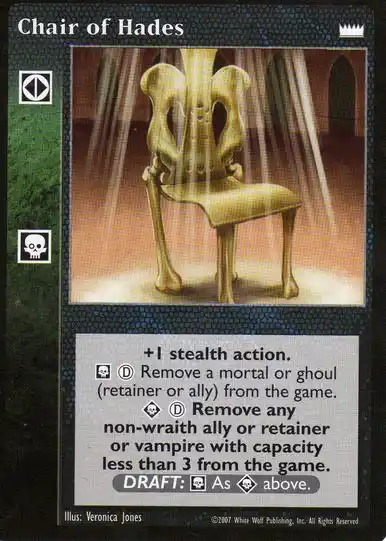 Chair of Hades
+1 stealth action.
D Remove a mortal or ghoul
(retainer or ally) from the game.
D Remove any
non-wraith ally or retainer
or vampire with capacity
less than 3 from the game.
DRAFT: As above.
Illus: Veronica Jones
©2007 White Wolf Publishing, Inc. All Rights Reserved